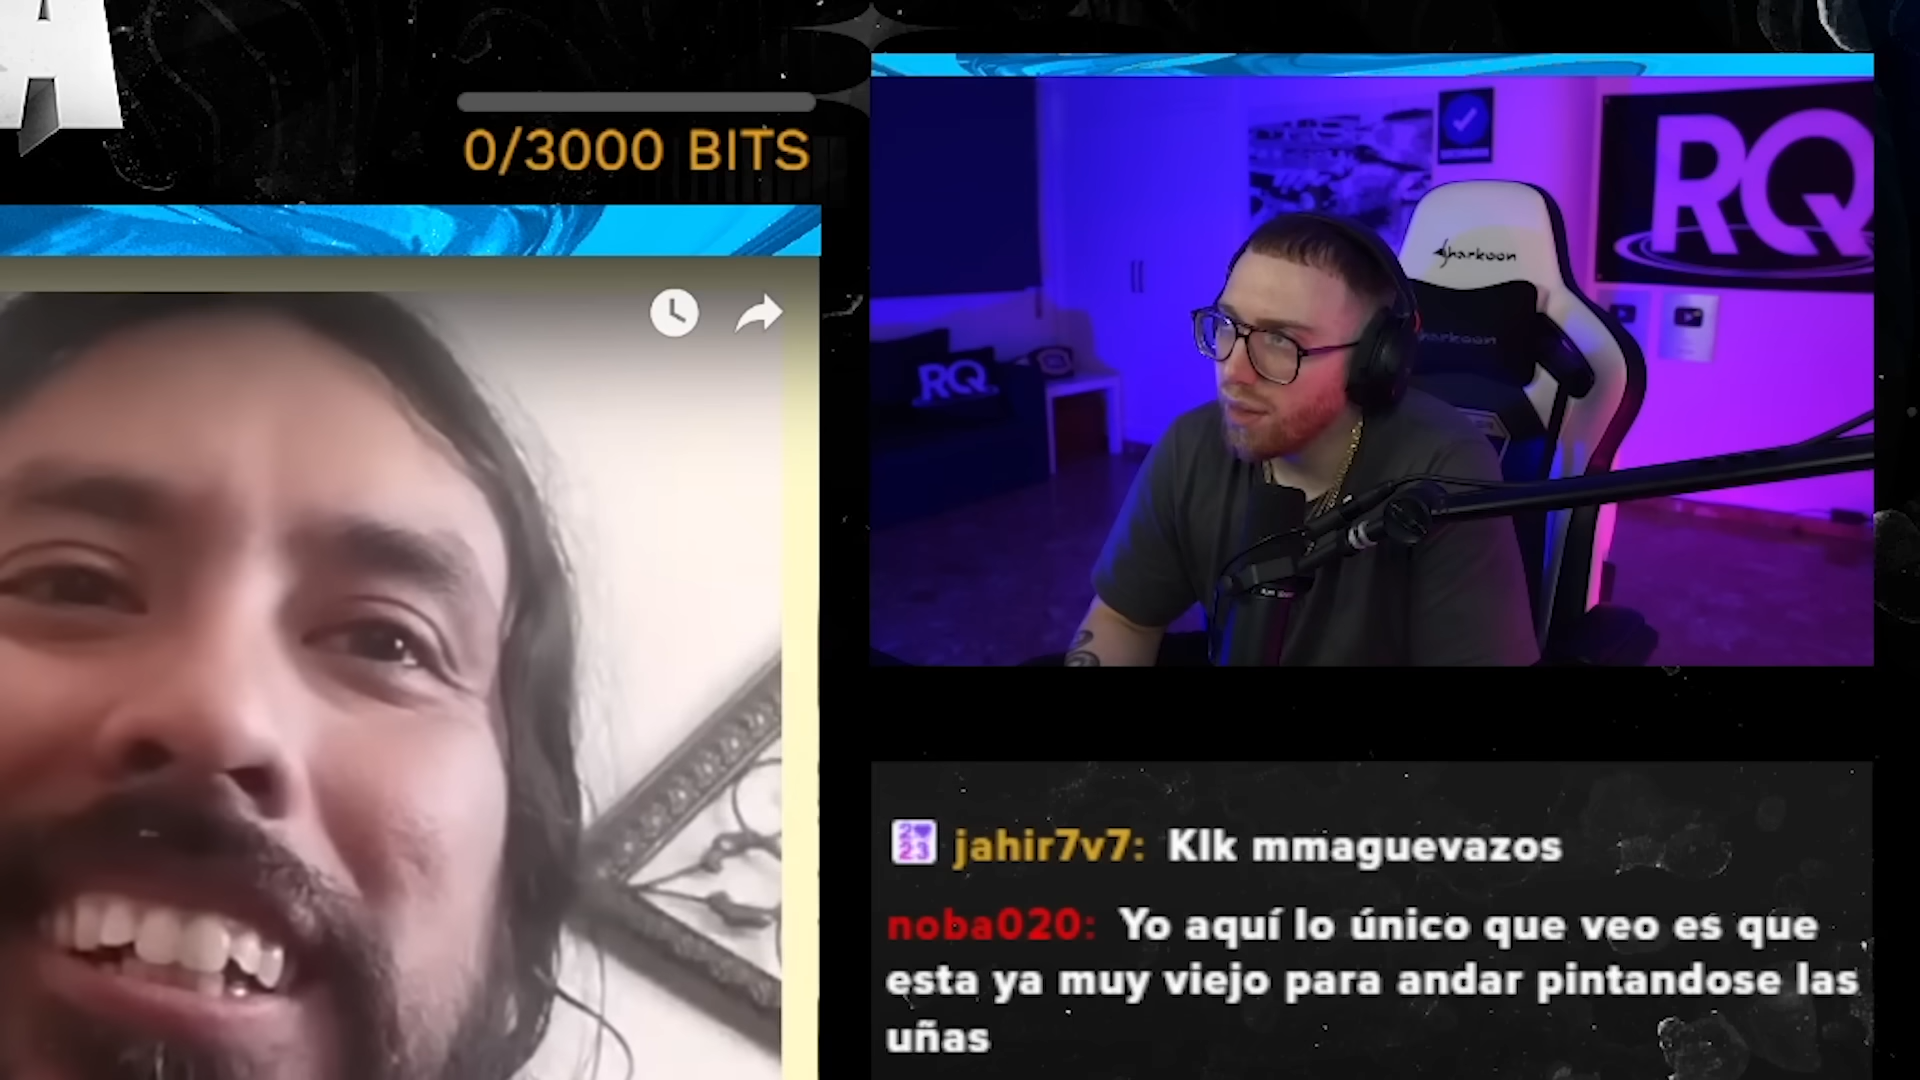 A
0/3000 BITS
RQ
Sharkoon
RQ
jahir7v7: Klk mmaguevazos
noba020: Yo aquí lo único que veo es que
esta ya muy viejo para andar pintandose las
uñas